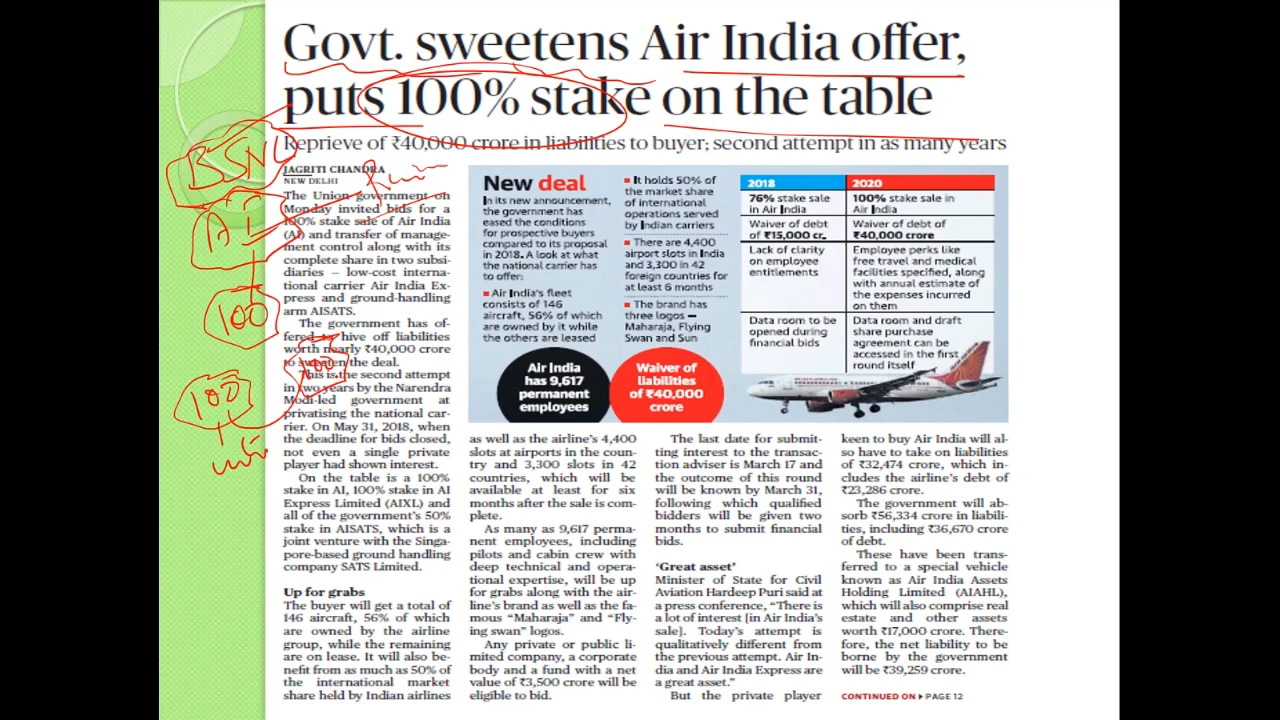 Govt. sweetens Air India offer,
puts 100% stake on the table
Reprieve of ₹40,000 crore in liabilities to buyer; second attempt in as many years
BSNL
AI
100
100
100
JAGRITI CHANDRA
NEW DELHI
The Union government on
Monday invited bids for a
100% stake sale of Air India
(AI) and transfer of manage-
ment control along with its
complete share in two subsi-
diaries — low-cost interna-
tional carrier Air India Ex-
press and ground-handling
arm AISATS.
The government has of-
fered to hive off liabilities
worth nearly ₹40,000 crore
to sweeten the deal.
This is the second attempt
in two years by the Narendra
Modi-led government at
privatising the national car-
rier. On May 31, 2018, when
the deadline for bids closed,
not even a single private
player had shown interest.
On the table is a 100%
stake in AI, 100% stake in AI
Express Limited (AIXL) and
all of the government's 50%
stake in AISATS, which is a
joint venture with the Singa-
pore-based ground handling
company SATS Limited.
Up for grabs
The buyer will get a total of
146 aircraft, 56% of which
are owned by the airline
group, while the remaining
are on lease. It will also be-
nefit from as much as 50% of
the international market
share held by Indian airlines
New deal
In its new announcement,
the government has
eased the conditions
for prospective buyers
compared to its proposal
in 2018. A look at what
the national carrier has
to offer:
Air India's fleet
consists of 146
aircraft, 56% of which
are owned by it while
the others are leased
It holds 50% of
the market share
of international
operations served
by Indian carriers
There are 4,400
airport slots in India
and 3,300 in 42
foreign countries for
at least 6 months
The brand has
three logos —
Maharaja, Flying
Swan and Sun
Air India
has 9,617
permanent
employees
Waiver of
liabilities
of ₹40,000
crore
2018 2020
76% stake sale
in Air India
100% stake sale in
Air India
Waiver of debt
of ₹15,000 cr.
Waiver of debt of
₹40,000 crore
Lack of clarity
on employee
entitlements
Employee perks like
free travel and medical
facilities specified, along
with annual estimate of
the expenses incurred
on them
Data room to be
opened during
financial bids
Data room and draft
share purchase
agreement can be
accessed in the first
round itself
as well as the airline's 4,400
slots at airports in the coun-
try and 3,300 slots in 42
countries, which will be
available at least for six
months after the sale is com-
plete.
As many as 9,617 perma-
nent employees, including
pilots and cabin crew with
deep technical and opera-
tional expertise, will be up
for grabs along with the air-
line's brand as well as the fa-
mous "Maharaja" and "Fly-
ing swan" logos.
Any private or public li-
mited company, a corporate
body and a fund with a net
value of ₹3,500 crore will be
eligible to bid.
The last date for submit-
ting interest to the transac-
tion adviser is March 17 and
the outcome of this round
will be known by March 31,
following which qualified
bidders will be given two
months to submit financial
bids.
'Great asset'
Minister of State for Civil
Aviation Hardeep Puri said at
a press conference, "There is
a lot of interest [in Air India's
sale]. Today's attempt is
qualitatively different from
the previous attempt. Air In-
dia and Air India Express are
a great asset."
But the private player
keen to buy Air India will al-
so have to take on liabilities
of ₹32,474 crore, which in-
cludes the airline's debt of
₹23,286 crore.
The government will ab-
sorb ₹56,334 crore in liabili-
ties, including ₹36,670 crore
of debt.
These have been trans-
ferred to a special vehicle
known as Air India Assets
Holding Limited (AIAHL),
which will also comprise real
estate and other assets
worth ₹17,000 crore. There-
fore, the net liability to be
borne by the government
will be ₹39,259 crore.
CONTINUED ON PAGE 12